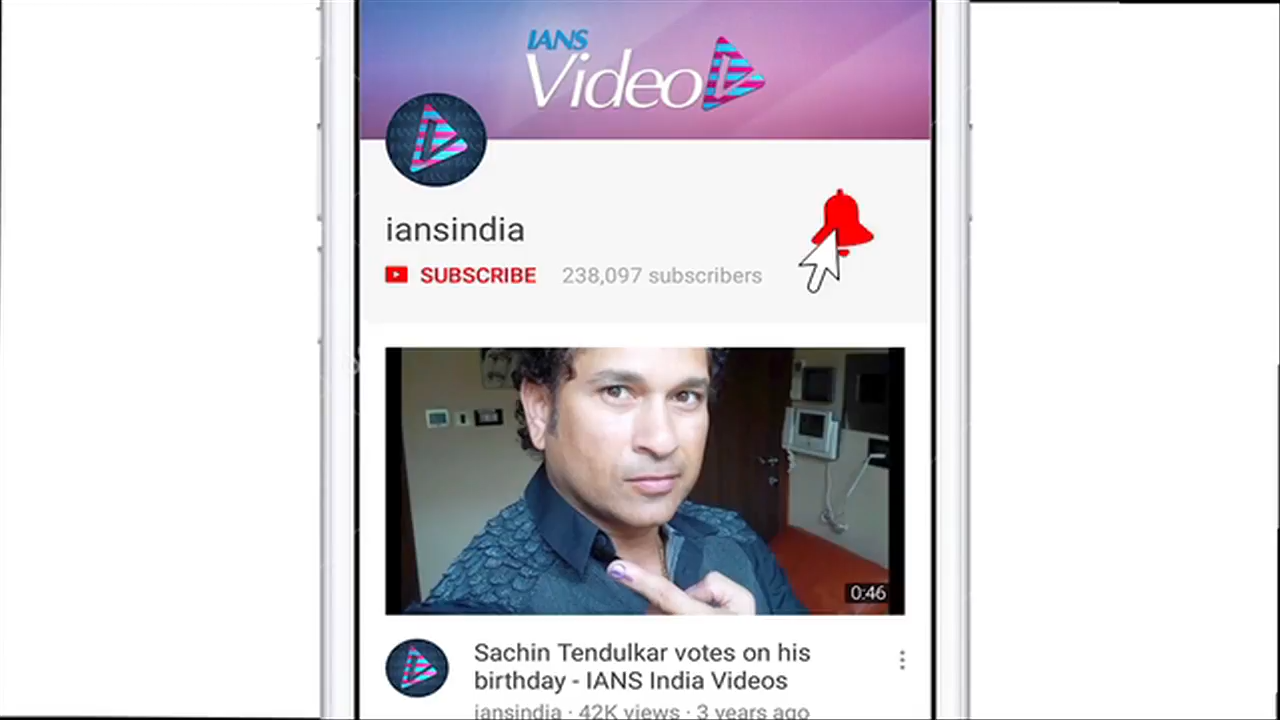 IANS
Video
iansindia
SUBSCRIBE 238,097 subscribers
0:46
Sachin Tendulkar votes on his
birthday - IANS India Videos
iansindia · 42K views · 3 years ago